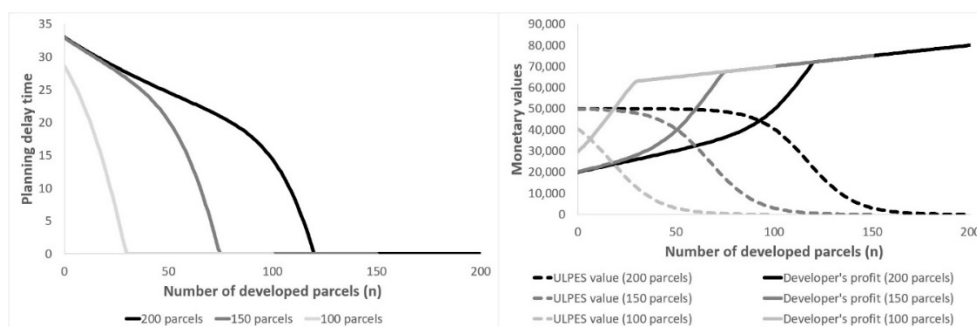 35
30
25
20
15
10
5
0
Planning delay time
0 50 100 150 200
Number of developed parcels (n)
200 parcels 150 parcels 100 parcels
90,000
80,000
70,000
60,000
50,000
40,000
30,000
20,000
10,000
0
Monetary values
0 50 100 150 200
Number of developed parcels (n)
ULPES value (200 parcels) Developer's profit (200 parcels)
ULPES value (150 parcels) Developer's profit (150 parcels)
ULPES value (100 parcels) Developer's profit (100 parcels)